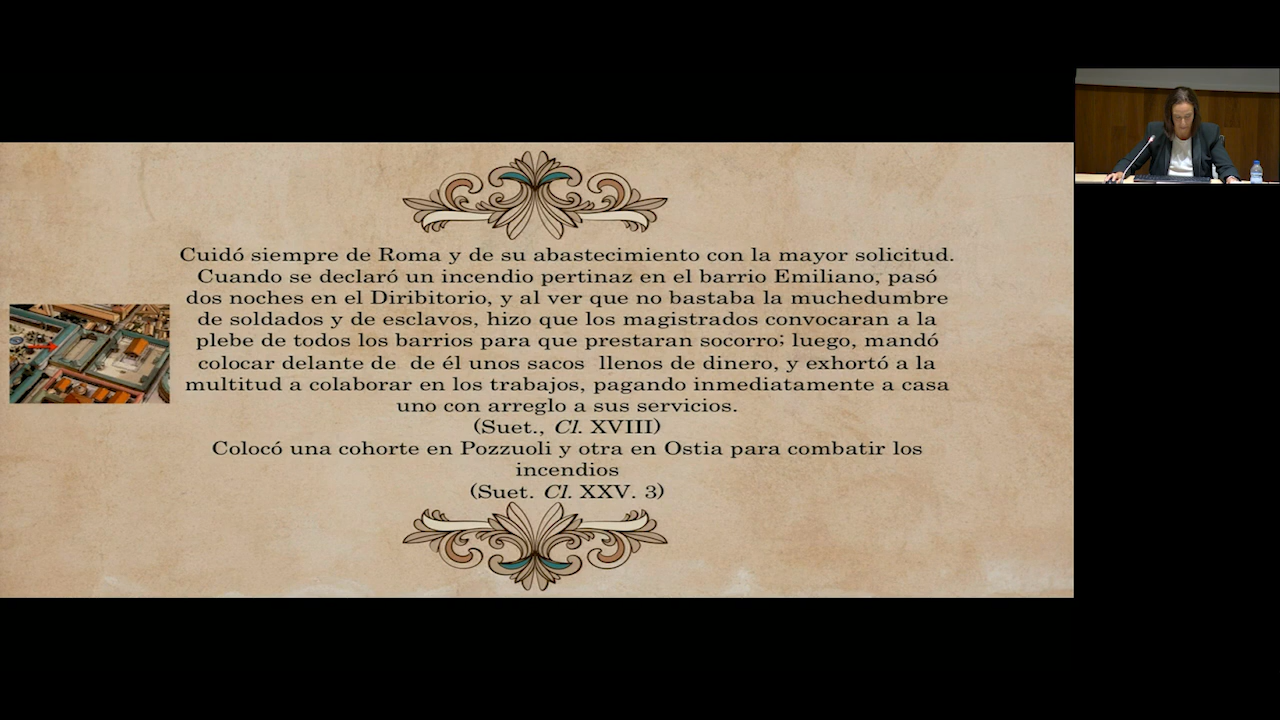 Cuidó siempre de Roma y de su abastecimiento con la mayor solicitud.
Cuando se declaró un incendio pertinaz en el barrio Emiliano, pasó
dos noches en el Diribitorio, y al ver que no bastaba la muchedumbre
de soldados y de esclavos, hizo que los magistrados convocaran a la
plebe de todos los barrios para que prestaran socorro; luego, mandó
colocar delante de de él unos sacos llenos de dinero, y exhortó a la
multitud a colaborar en los trabajos, pagando inmediatamente a casa
uno con arreglo a sus servicios.
(Suet., Cl. XVIII)
Colocó una cohorte en Pozzuoli y otra en Ostia para combatir los
incendios
(Suet. Cl. XXV. 3)